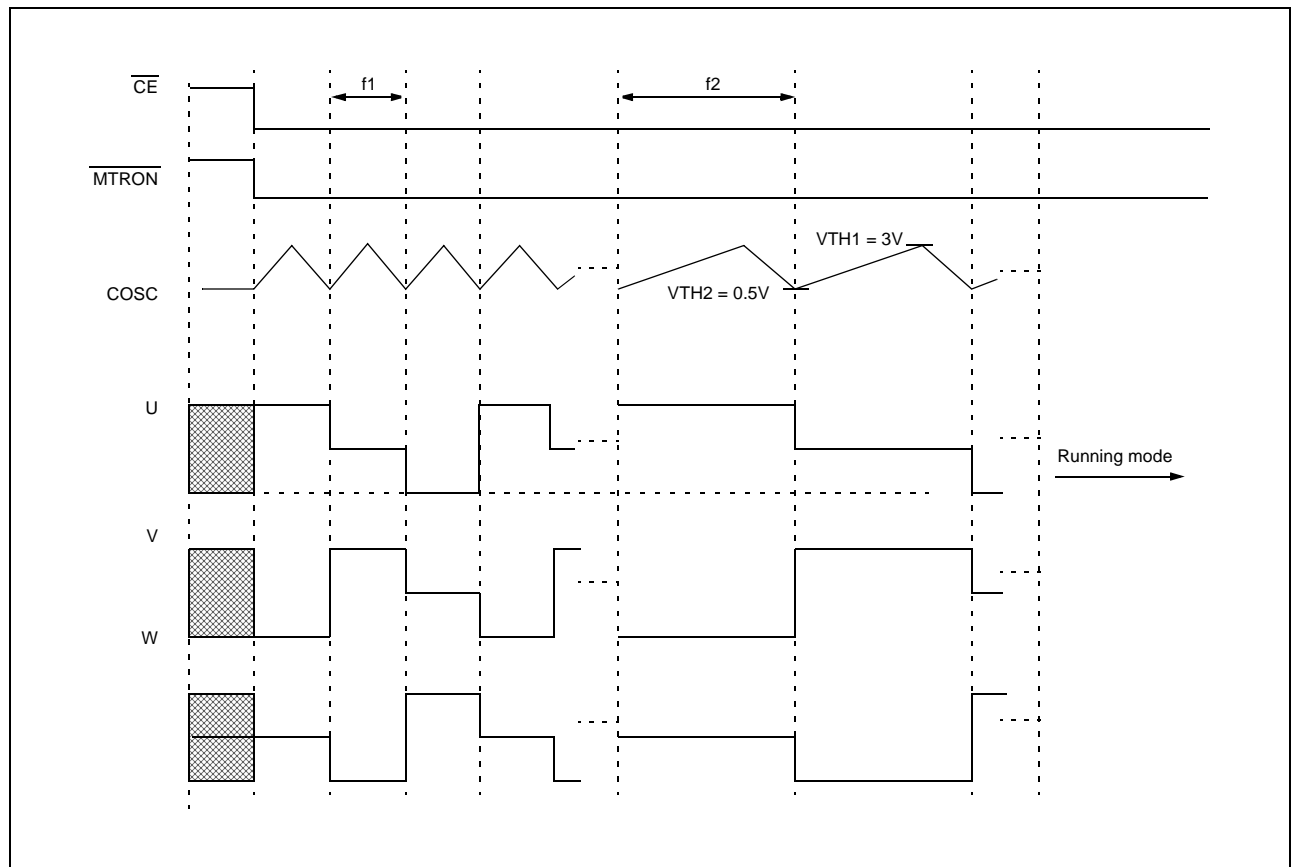 CE
f1
f2
MTRON
VTH1 = 3V
COSC
VTH2 = 0.5V
U
Running mode
V
W